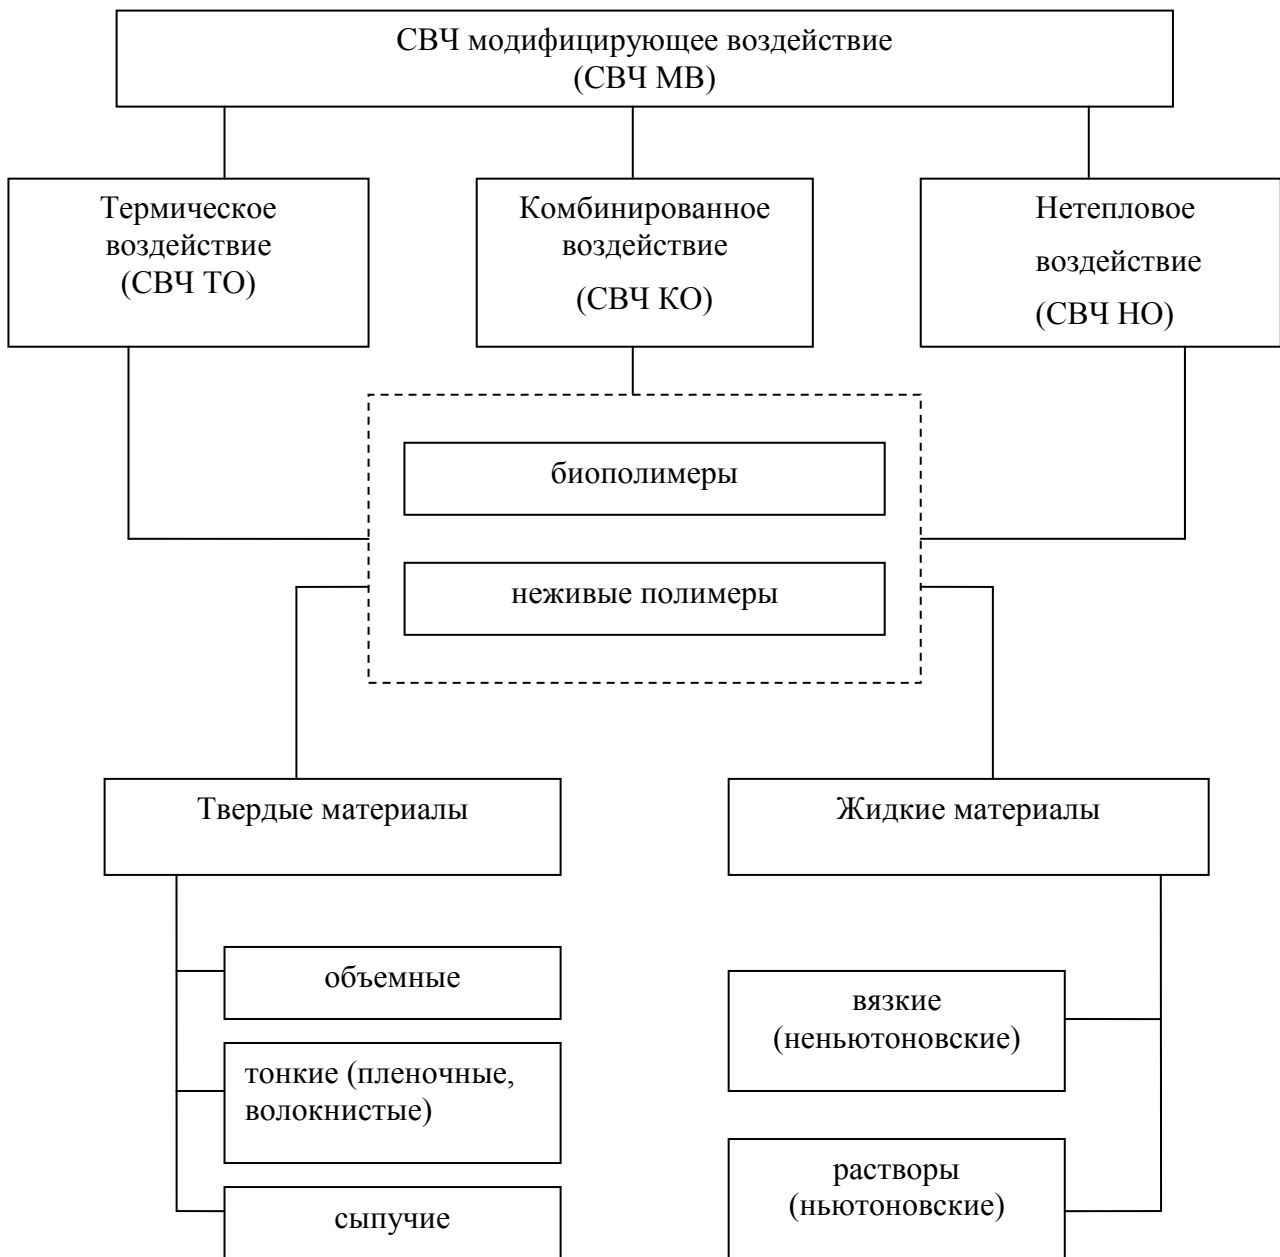 СВЧ модифицирующее воздействие
(СВЧ МВ)
Термическое
воздействие
(СВЧ ТО)
Комбинированное
воздействие
(СВЧ КО)
Нетепловое
воздействие
(СВЧ НО)
биополимеры
неживые полимеры
Твердые материалы
Жидкие материалы
объемные
тонкие (пленочные,
волокнистые)
сыпучие
вязкие
(неньютоновские)
растворы
(ньютоновские)